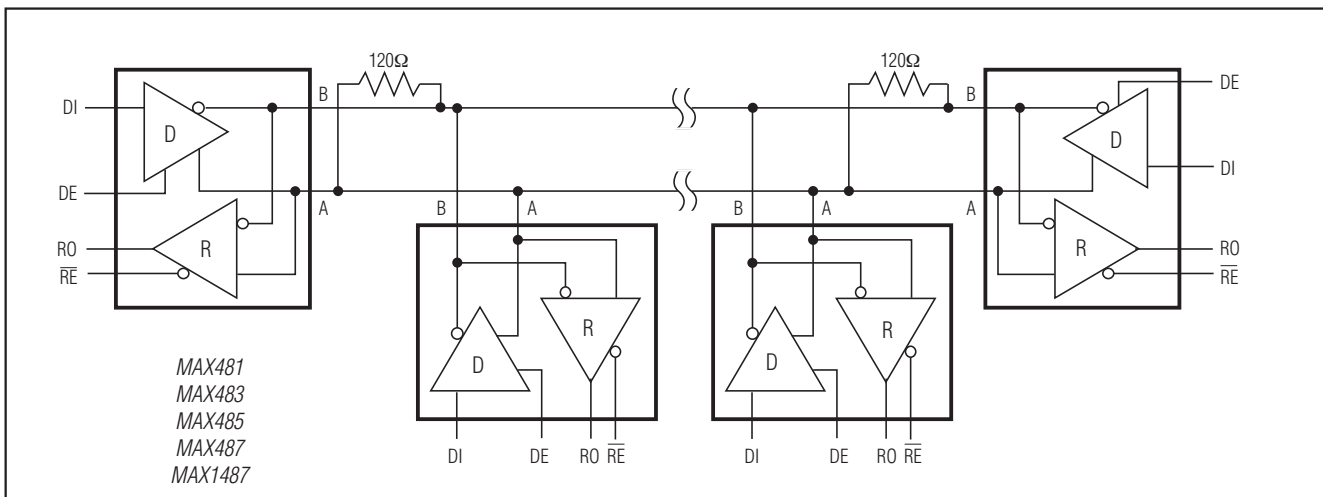 120Ω 120Ω
B B
DI D DE
D DI
DE
A B A B A A
RO R R RO
RE RE
R R
D D
MAX481
MAX483
MAX485
MAX487
MAX1487
DI DE RO RE DI DE RO RE